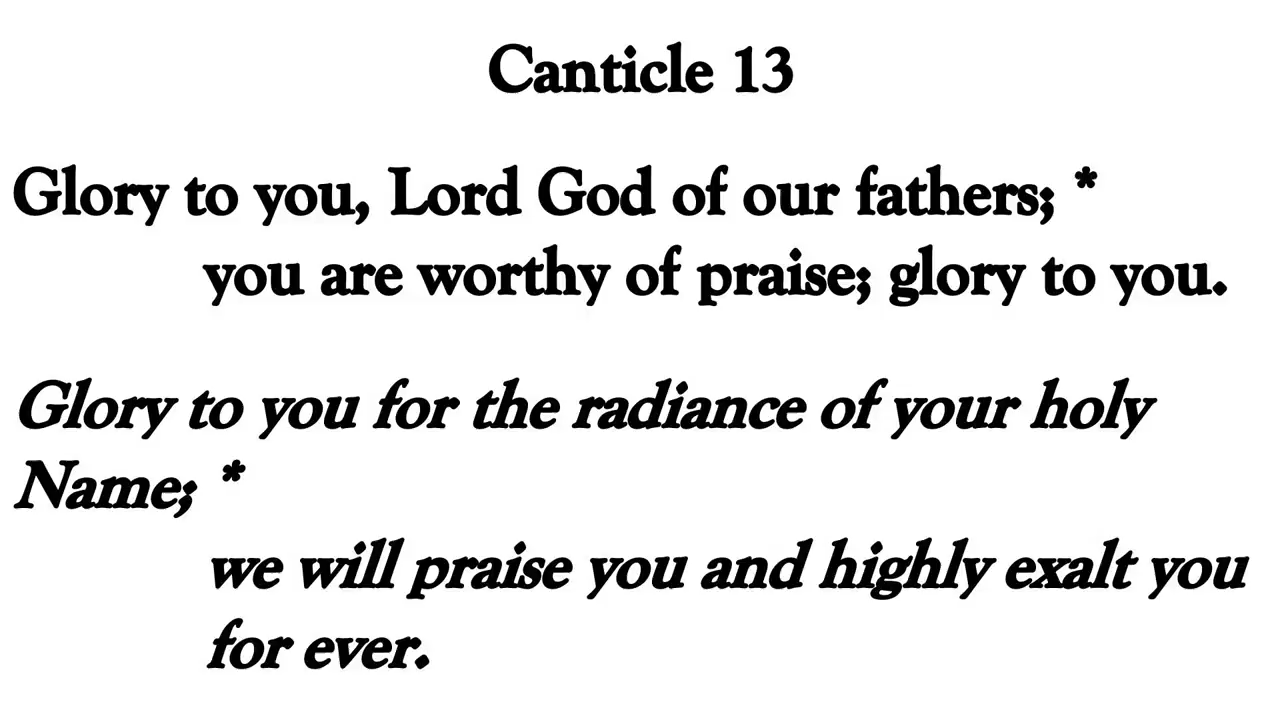 Canticle 13
Glory to you, Lord God of our fathers; *
you are worthy of praise; glory to you.
Glory to you for the radiance of your holy
Name; *
we will praise you and highly exalt you
for ever.